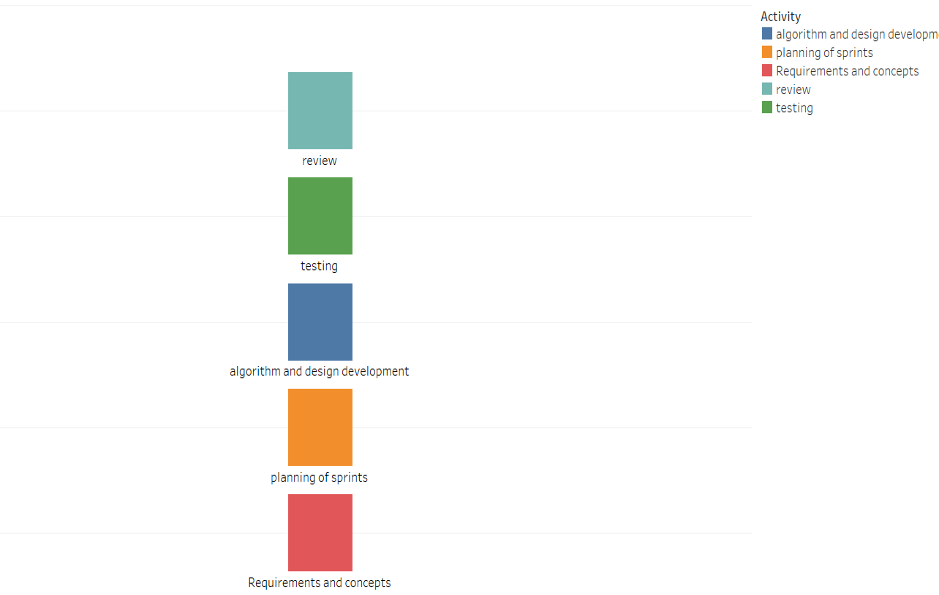 Activity
algorithm and design developm
planning of sprints
Requirements and concepts
review
testing
review
testing
algorithm and design development
planning of sprints
Requirements and concepts